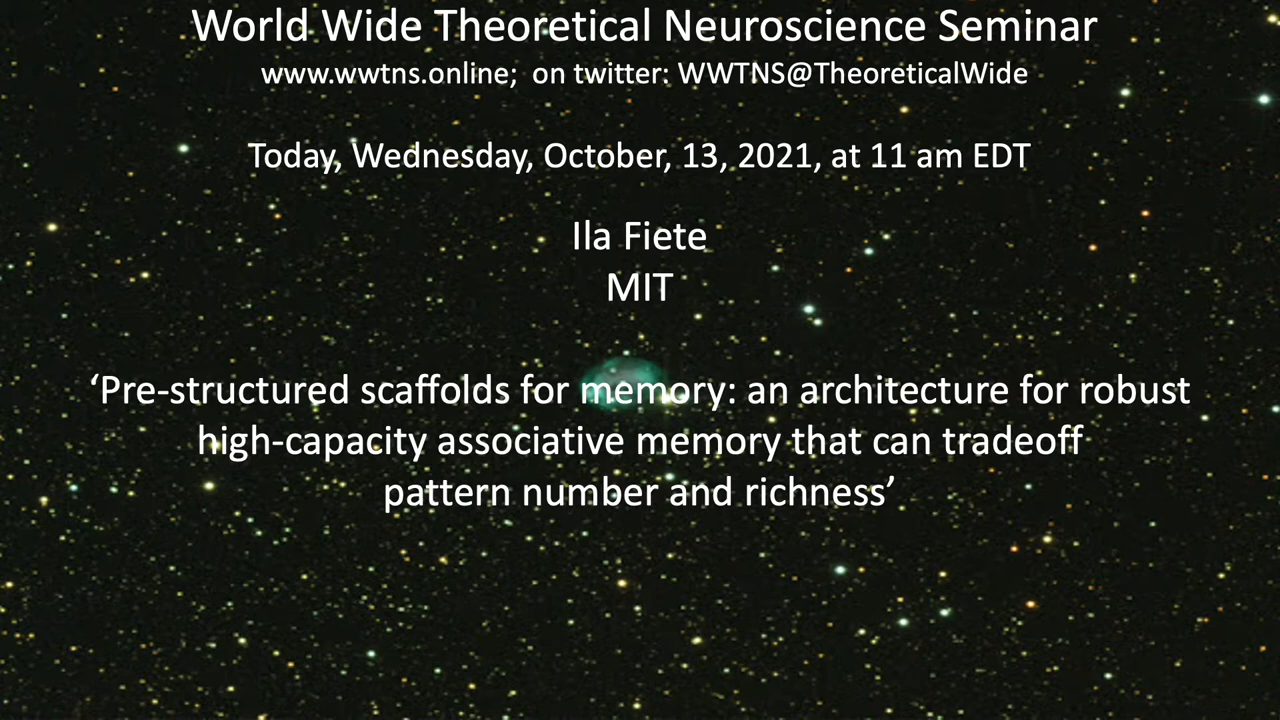 World Wide Theoretical Neuroscience Seminar
www.wwtns.online;  on twitter: WWTNS@TheoreticalWide
Today, Wednesday, October, 13, 2021, at 11 am EDT
Ila Fiete
MIT
‘Pre-structured scaffolds for memory: an architecture for robust
high-capacity associative memory that can tradeoff
pattern number and richness’